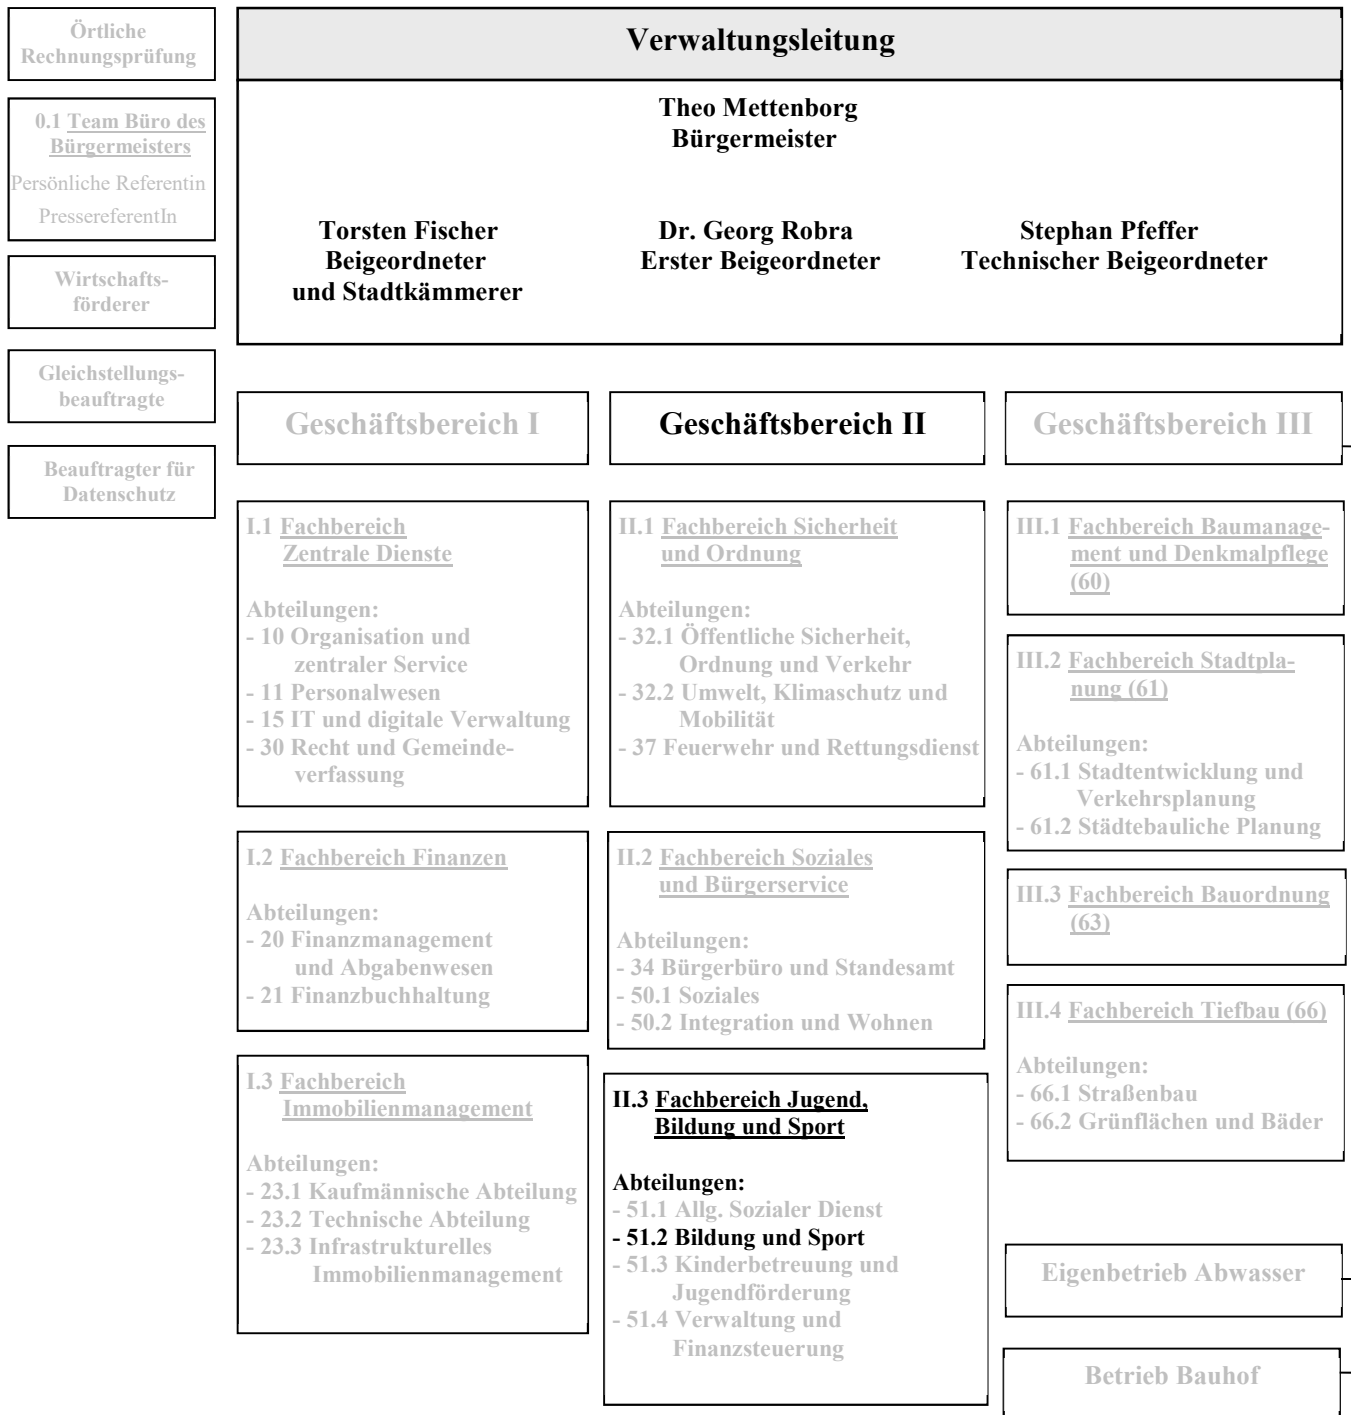 Örtliche
Rechnungsprüfung
0.1 Team Büro des
Bürgermeisters
Persönliche Referentin
PressereferentIn
Wirtschafts-
förderer
Gleichstellungs-
beauftragte
Beauftragter für
Datenschutz
Verwaltungsleitung
Theo Mettenborg
Bürgermeister
Torsten Fischer
Beigeordneter
und Stadtkämmerer
Dr. Georg Robra
Erster Beigeordneter
Stephan Pfeffer
Technischer Beigeordneter
Geschäftsbereich I
I.1 Fachbereich
Zentrale Dienste
Abteilungen:
- 10 Organisation und
zentraler Service
- 11 Personalwesen
- 15 IT und digitale Verwaltung
- 30 Recht und Gemeinde-
verfassung
I.2 Fachbereich Finanzen
Abteilungen:
- 20 Finanzmanagement
und Abgabenwesen
- 21 Finanzbuchhaltung
I.3 Fachbereich
Immobilienmanagement
Abteilungen:
- 23.1 Kaufmännische Abteilung
- 23.2 Technische Abteilung
- 23.3 Infrastrukturelles
Immobilienmanagement
Geschäftsbereich II
II.1 Fachbereich Sicherheit
und Ordnung
Abteilungen:
- 32.1 Öffentliche Sicherheit,
Ordnung und Verkehr
- 32.2 Umwelt, Klimaschutz und
Mobilität
- 37 Feuerwehr und Rettungsdienst
II.2 Fachbereich Soziales
und Bürgerservice
Abteilungen:
- 34 Bürgerbüro und Standesamt
- 50.1 Soziales
- 50.2 Integration und Wohnen
II.3 Fachbereich Jugend,
Bildung und Sport
Abteilungen:
- 51.1 Allg. Sozialer Dienst
- 51.2 Bildung und Sport
- 51.3 Kinderbetreuung und
Jugendförderung
- 51.4 Verwaltung und
Finanzsteuerung
Geschäftsbereich III
III.1 Fachbereich Baumanage-
ment und Denkmalpflege
(60)
III.2 Fachbereich Stadtpla-
nung (61)
Abteilungen:
- 61.1 Stadtentwicklung und
Verkehrsplanung
- 61.2 Städtebauliche Planung
III.3 Fachbereich Bauordnung
(63)
III.4 Fachbereich Tiefbau (66)
Abteilungen:
- 66.1 Straßenbau
- 66.2 Grünflächen und Bäder
Eigenbetrieb Abwasser
Betrieb Bauhof